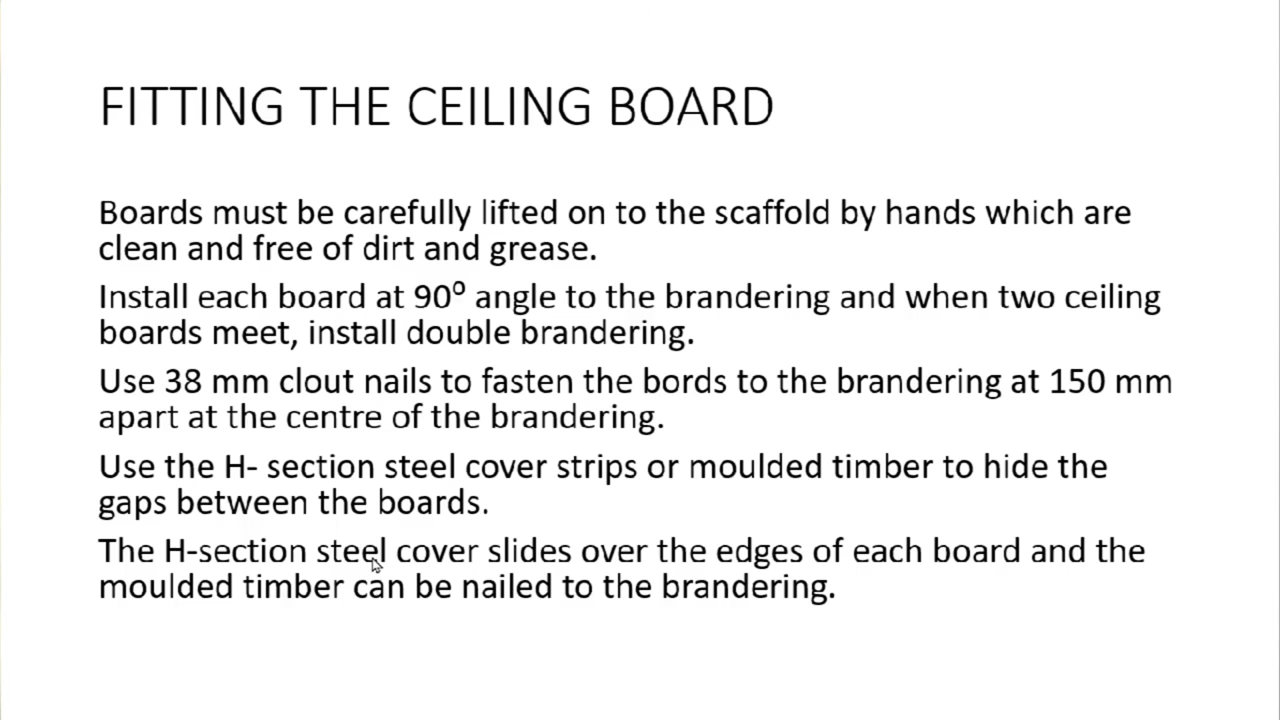 FITTING THE CEILING BOARD
Boards must be carefully lifted on to the scaffold by hands which are
clean and free of dirt and grease.
Install each board at 90⁰ angle to the brandering and when two ceiling
boards meet, install double brandering.
Use 38 mm clout nails to fasten the bords to the brandering at 150 mm
apart at the centre of the brandering.
Use the H- section steel cover strips or moulded timber to hide the
gaps between the boards.
The H-section steel cover slides over the edges of each board and the
moulded timber can be nailed to the brandering.